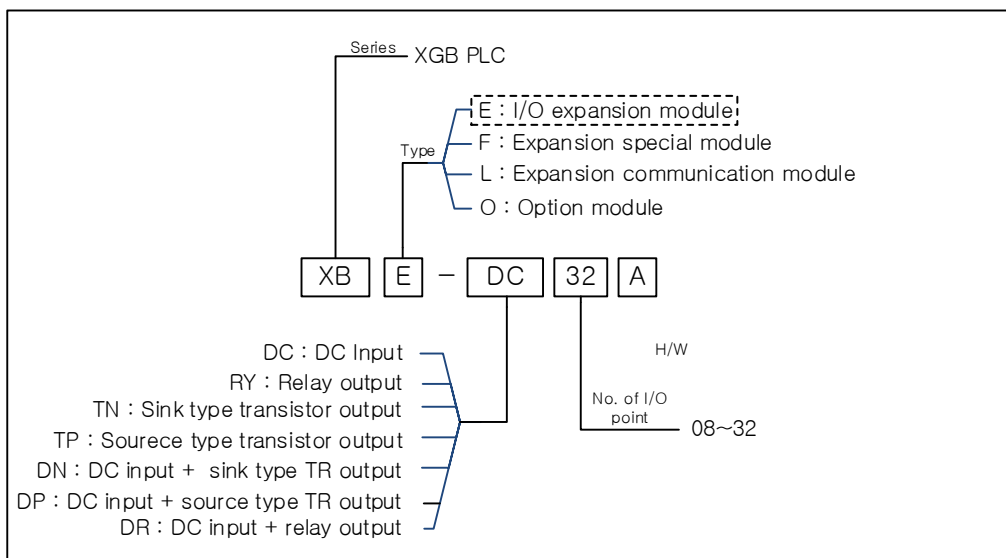 Series XGB PLC
E : I/O expansion module
F : Expansion special module
Type
L : Expansion communication module
O : Option module
XB E - DC 32 A
DC : DC Input
H/W
RY : Relay output
TN : Sink type transistor output
No. of I/O
point
08~32
TP : Sourece type transistor output
DN : DC input + sink type TR output
DP : DC input + source type TR output
DR : DC input + relay output